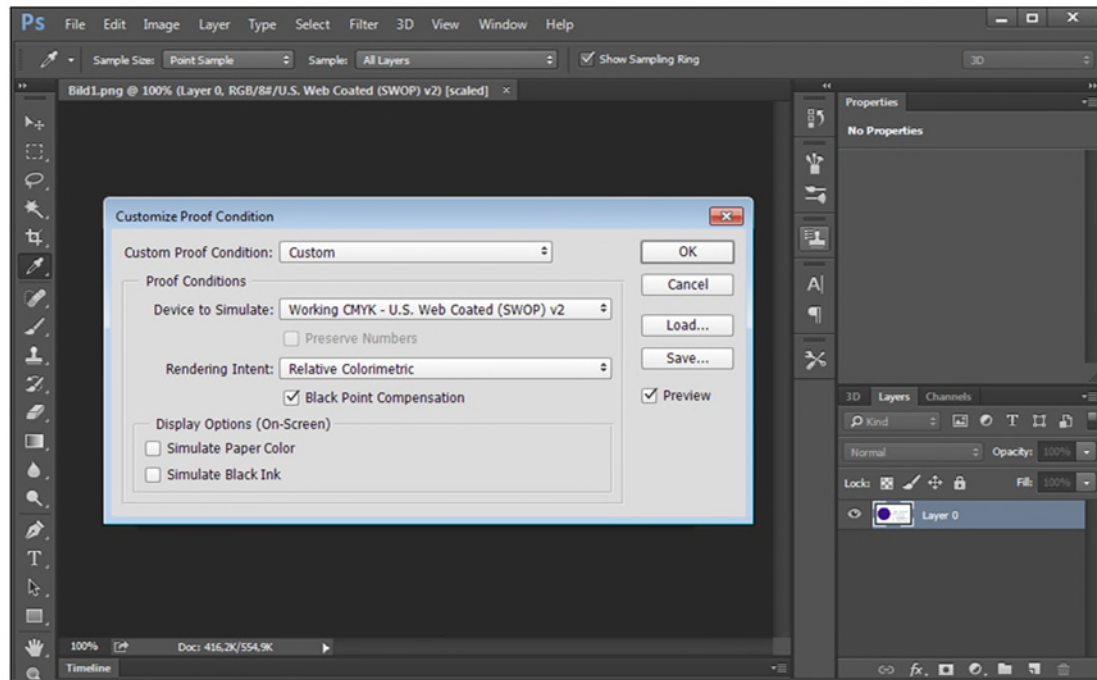 Ps File Edit Image Layer Type Select Filter 3D View Window Help
Sample Size: Point Sample Sample: All Layers Show Sampling Ring 3D
Bild1.png @ 100% (Layer 0, RGB/8#/U.S. Web Coated (SWOP) v2) [scaled] ×
Properties
No Properties
Customize Proof Condition
Custom Proof Condition: Custom
OK
Proof Conditions
Cancel
Device to Simulate: Working CMYK - U.S. Web Coated (SWOP) v2
Load...
Preserve Numbers
Save...
Rendering Intent: Relative Colorimetric
Black Point Compensation
Preview
Display Options (On-Screen)
Simulate Paper Color
Simulate Black Ink
3D Layers Channels
Kind
Normal Opacity: 100%
Lock: Fill: 100%
Layer 0
100% Doc: 416,2K/554,9K
Timeline
fx